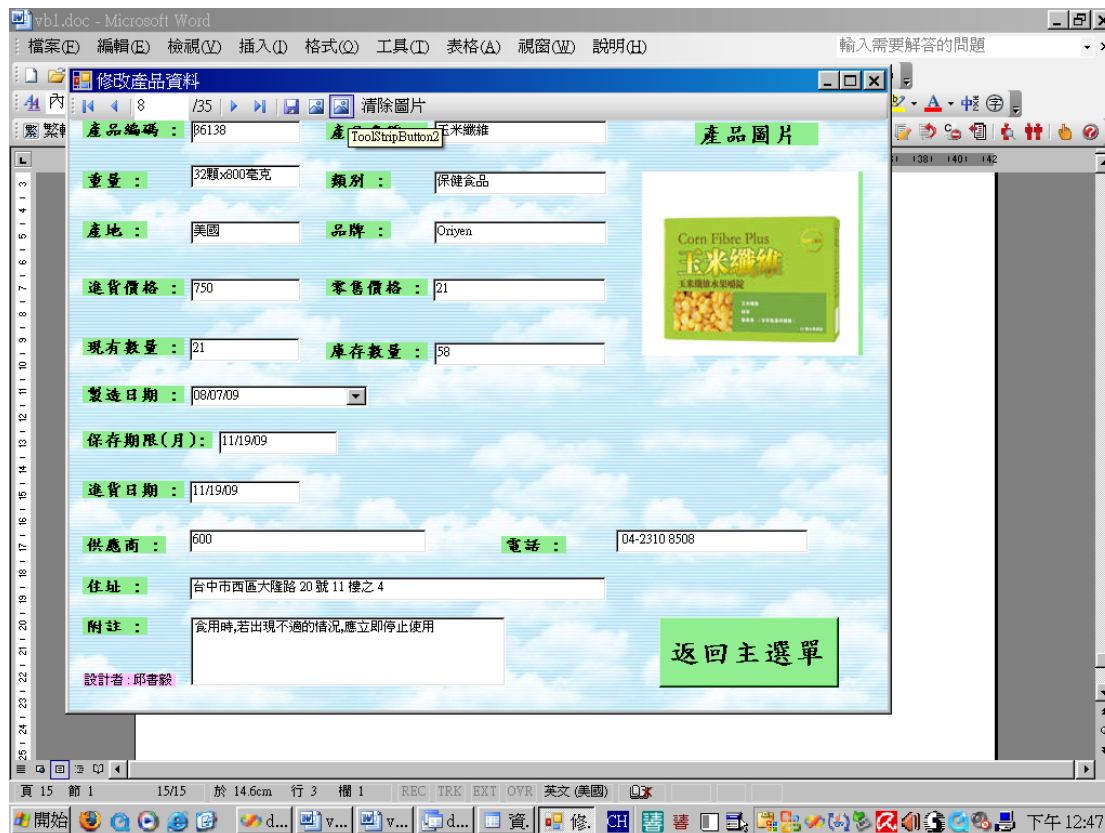 vb1.doc - Microsoft Word
檔案(F) 編輯(E) 檢視(V) 插入(I) 格式(O) 工具(T) 表格(A) 視窗(W) 說明(H) 輸入需要解答的問題
修改產品資料
8 /35 清除圖片
ToolStripButton2
產品編碼 : 86138 玉米纖維 產品圖片
重量 : 32顆x800毫克 類別 : 保健食品
產地 : 美國 品牌 : Oriyen
Corn Fibre Plus
玉米纖維
玉米纖維水果嚼錠
進貨價格 : 750 零售價格 : 21
現有數量 : 21 庫存數量 : 58
製造日期 : 08/07/09
保存期限(月): 11/19/09
進貨日期 : 11/19/09
供應商 : 600 電話 : 04-2310 8508
住址 : 台中市西區大隆路 20 號 11 樓之 4
附註 : 食用時,若出現不適的情況,應立即停止使用
返回主選單
設計者 : 邱書毅
頁 15 節 1 15/15 於 14.6cm 行 3 欄 1 REC TRK EXT OVR 英文 (美國)
開始 d... v... v... d... 資. 修. CH 下午 12:47